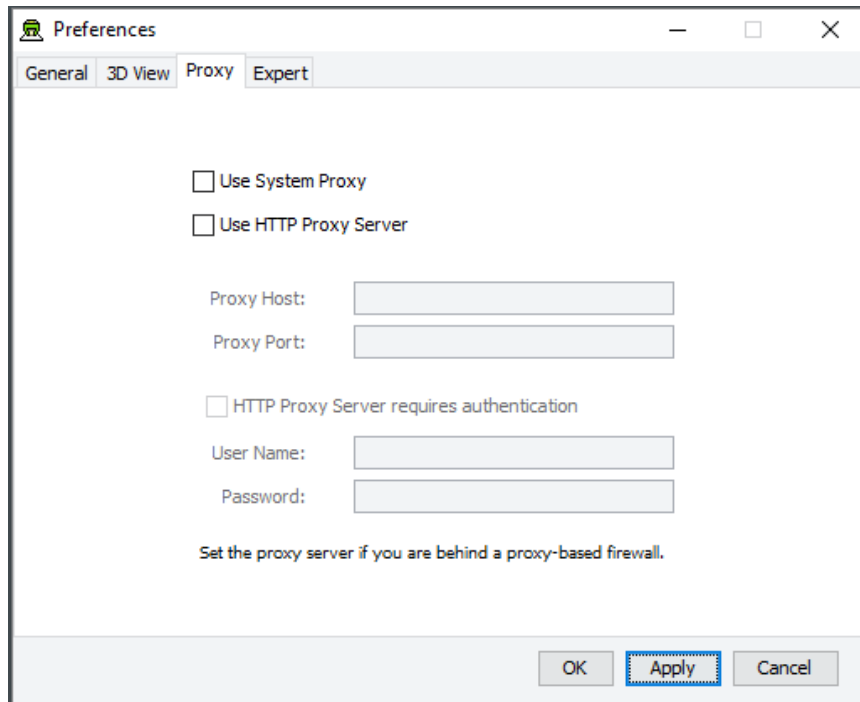 Preferences
General 3D View Proxy Expert
Use System Proxy
Use HTTP Proxy Server
Proxy Host:
Proxy Port:
HTTP Proxy Server requires authentication
User Name:
Password:
Set the proxy server if you are behind a proxy-based firewall.
OK Apply Cancel